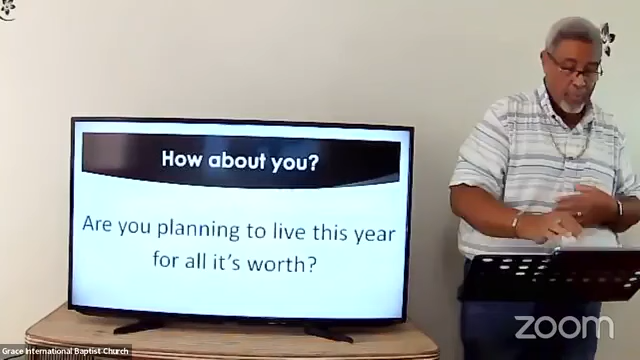 How about you?
Are you planning to live this year
for all it's worth?
Grace International Baptist Church
zoom